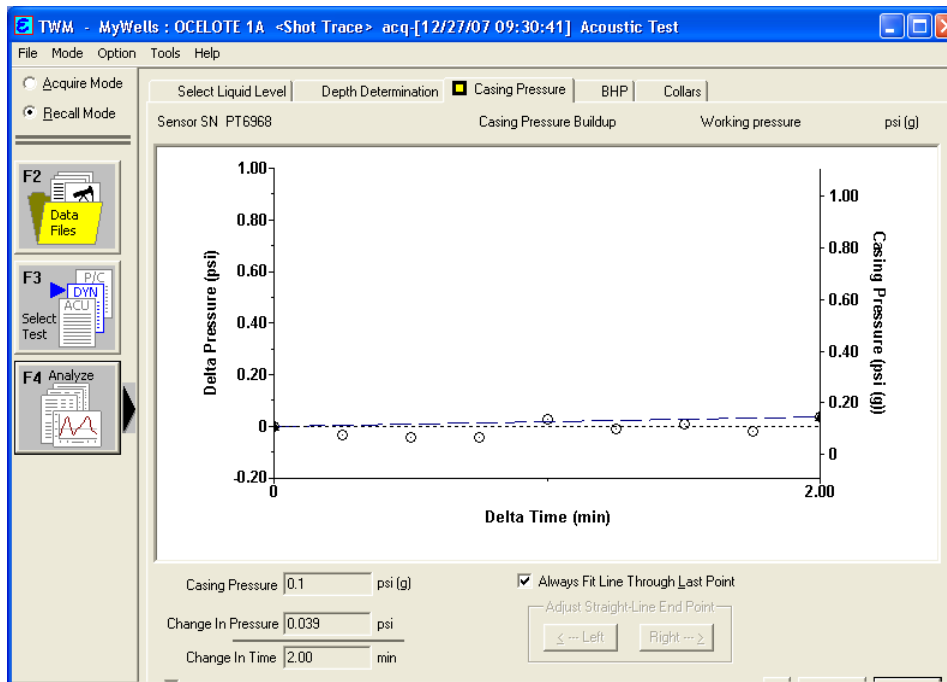 TWM - MyWells : OCELOTE 1A <Shot Trace> acq-[12/27/07 09:30:41] Acoustic Test
File Mode Option Tools Help
Acquire Mode
Recall Mode
F2
Data
Files
F3
P/C
DYN
ACU
Select
Test
F4 Analyze
Select Liquid Level Depth Determination Casing Pressure BHP Collars
Sensor SN PT6968 Casing Pressure Buildup Working pressure psi (g)
1.00
0.80
0.60
0.40
0.20
0
-0.20
Delta Pressure (psi)
0 2.00
Delta Time (min)
1.00
0.80
0.60
0.40
0.20
0
Casing Pressure (psi (g))
Casing Pressure 0.1 psi (g)
Change In Pressure 0.039 psi
Change In Time 2.00 min
Always Fit Line Through Last Point
Adjust Straight-Line End Point
< --- Left Right --- >